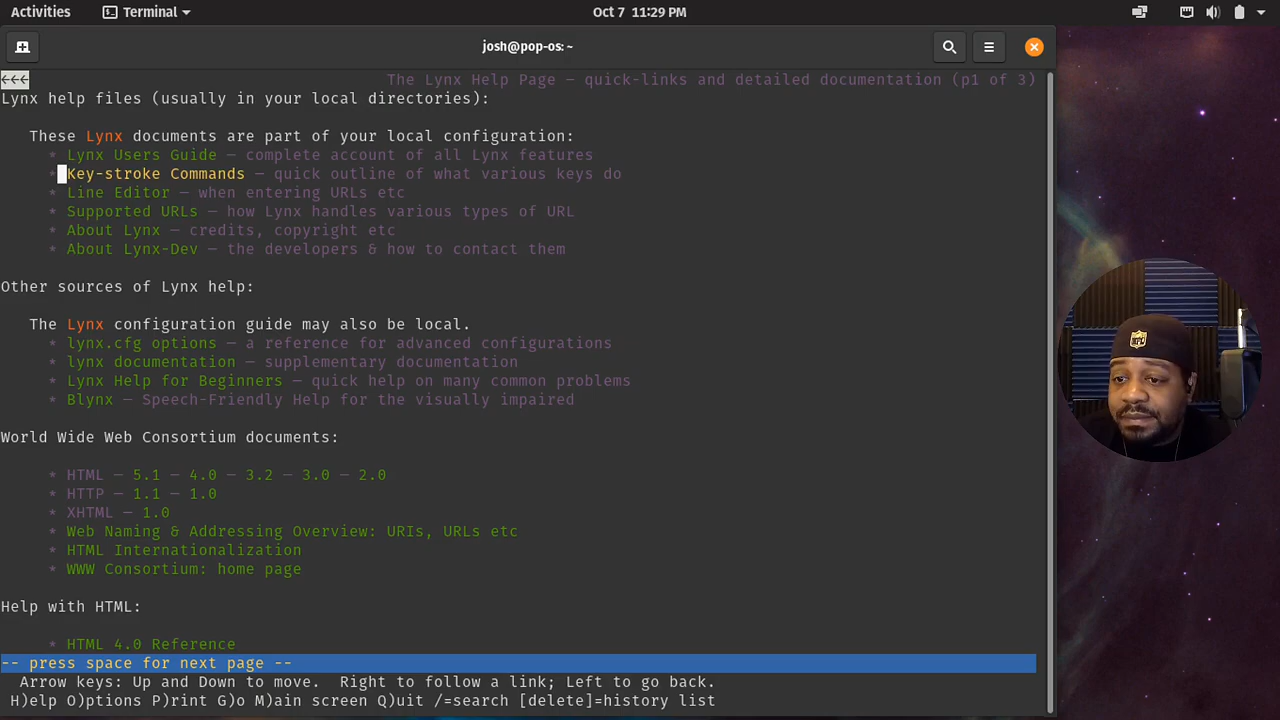 Activities Terminal Oct 7 11:29 PM
josh@pop-os: ~
←←← The Lynx Help Page — quick-links and detailed documentation (p1 of 3)
Lynx help files (usually in your local directories):
These Lynx documents are part of your local configuration:
* Lynx Users Guide — complete account of all Lynx features
* Key-stroke Commands — quick outline of what various keys do
* Line Editor — when entering URLs etc
* Supported URLs — how Lynx handles various types of URL
* About Lynx — credits, copyright etc
* About Lynx-Dev — the developers & how to contact them
Other sources of Lynx help:
The Lynx configuration guide may also be local.
* lynx.cfg options — a reference for advanced configurations
* lynx documentation — supplementary documentation
* Lynx Help for Beginners — quick help on many common problems
* Blynx — Speech-Friendly Help for the visually impaired
World Wide Web Consortium documents:
* HTML — 5.1 — 4.0 — 3.2 — 3.0 — 2.0
* HTTP — 1.1 — 1.0
* XHTML — 1.0
* Web Naming & Addressing Overview: URIs, URLs etc
* HTML Internationalization
* WWW Consortium: home page
Help with HTML:
* HTML 4.0 Reference
-- press space for next page --
Arrow keys: Up and Down to move. Right to follow a link; Left to go back.
H)elp O)ptions P)rint G)o M)ain screen Q)uit /=search [delete]=history list